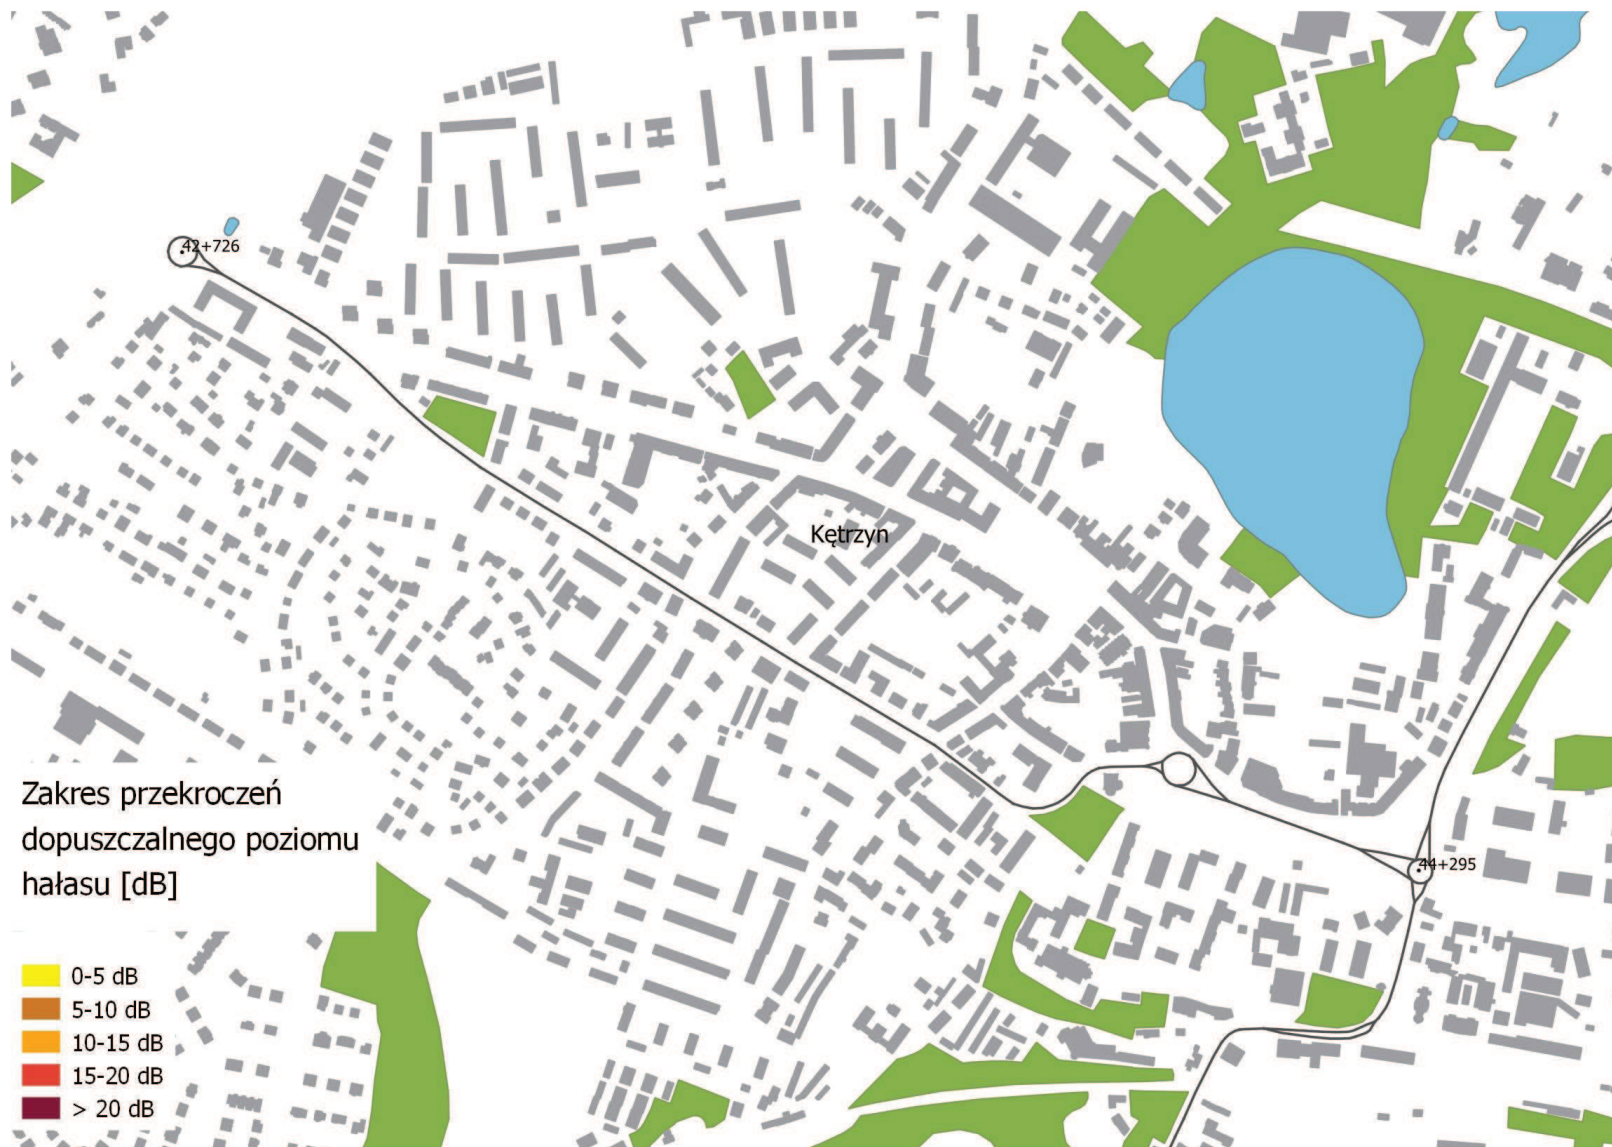 42+726
Kętrzyn
44+295
Zakres przekroczeń
dopuszczalnego poziomu
hałasu [dB]
0-5 dB
5-10 dB
10-15 dB
15-20 dB
> 20 dB